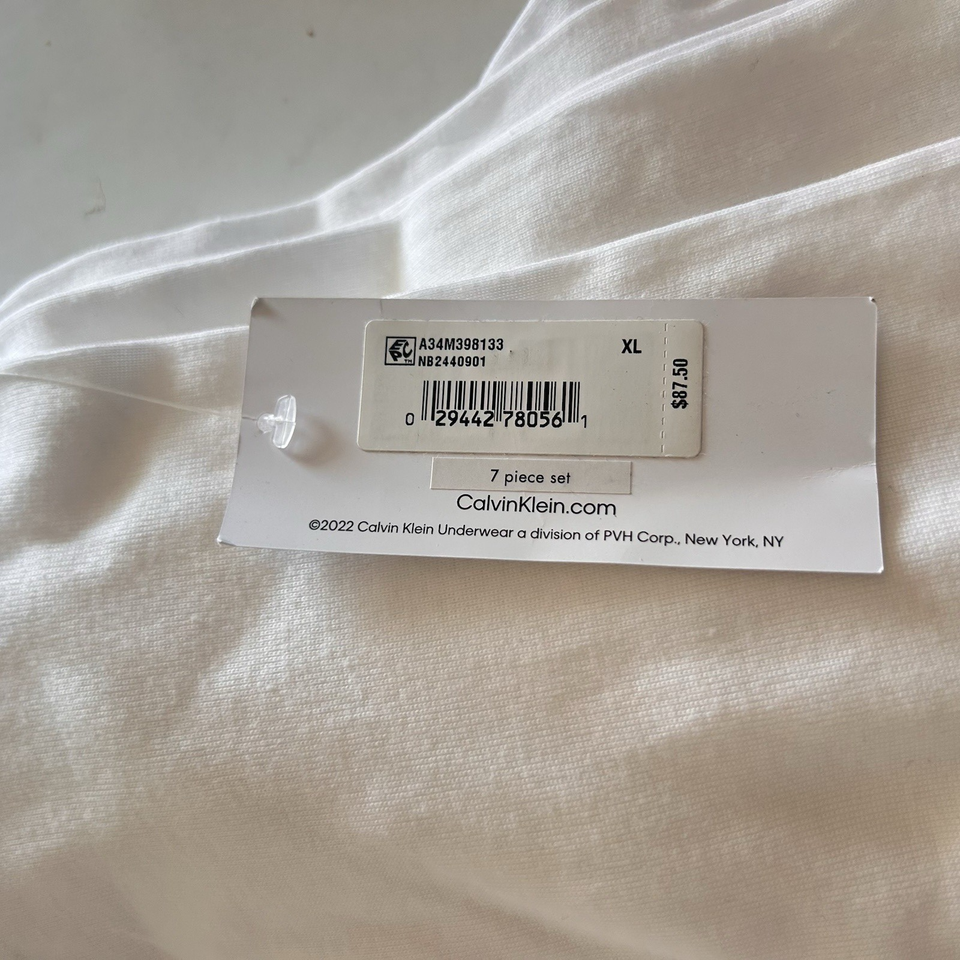 EPC™
A34M398133
XL
NB2440901
$87.50
0 29442 78056 1
7 piece set
CalvinKlein.com
©2022 Calvin Klein Underwear a division of PVH Corp., New York, NY